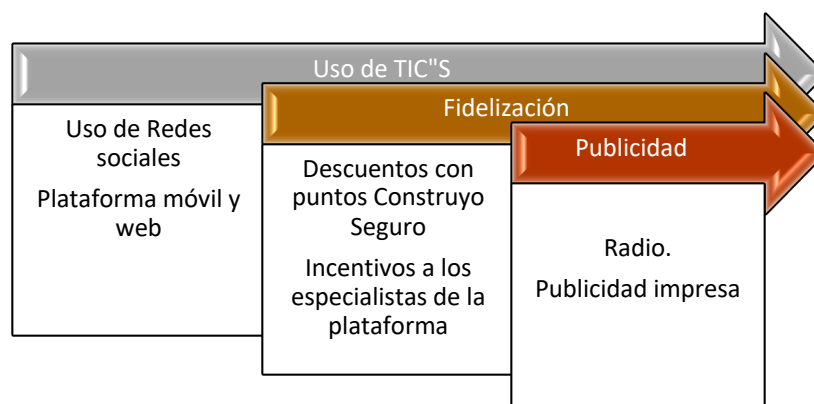 Uso de TIC"S
Uso de Redes
sociales
Plataforma móvil y
web
Fidelización
Descuentos con
puntos Construyo
Seguro
Incentivos a los
especialistas de la
plataforma
Publicidad
Radio.
Publicidad impresa